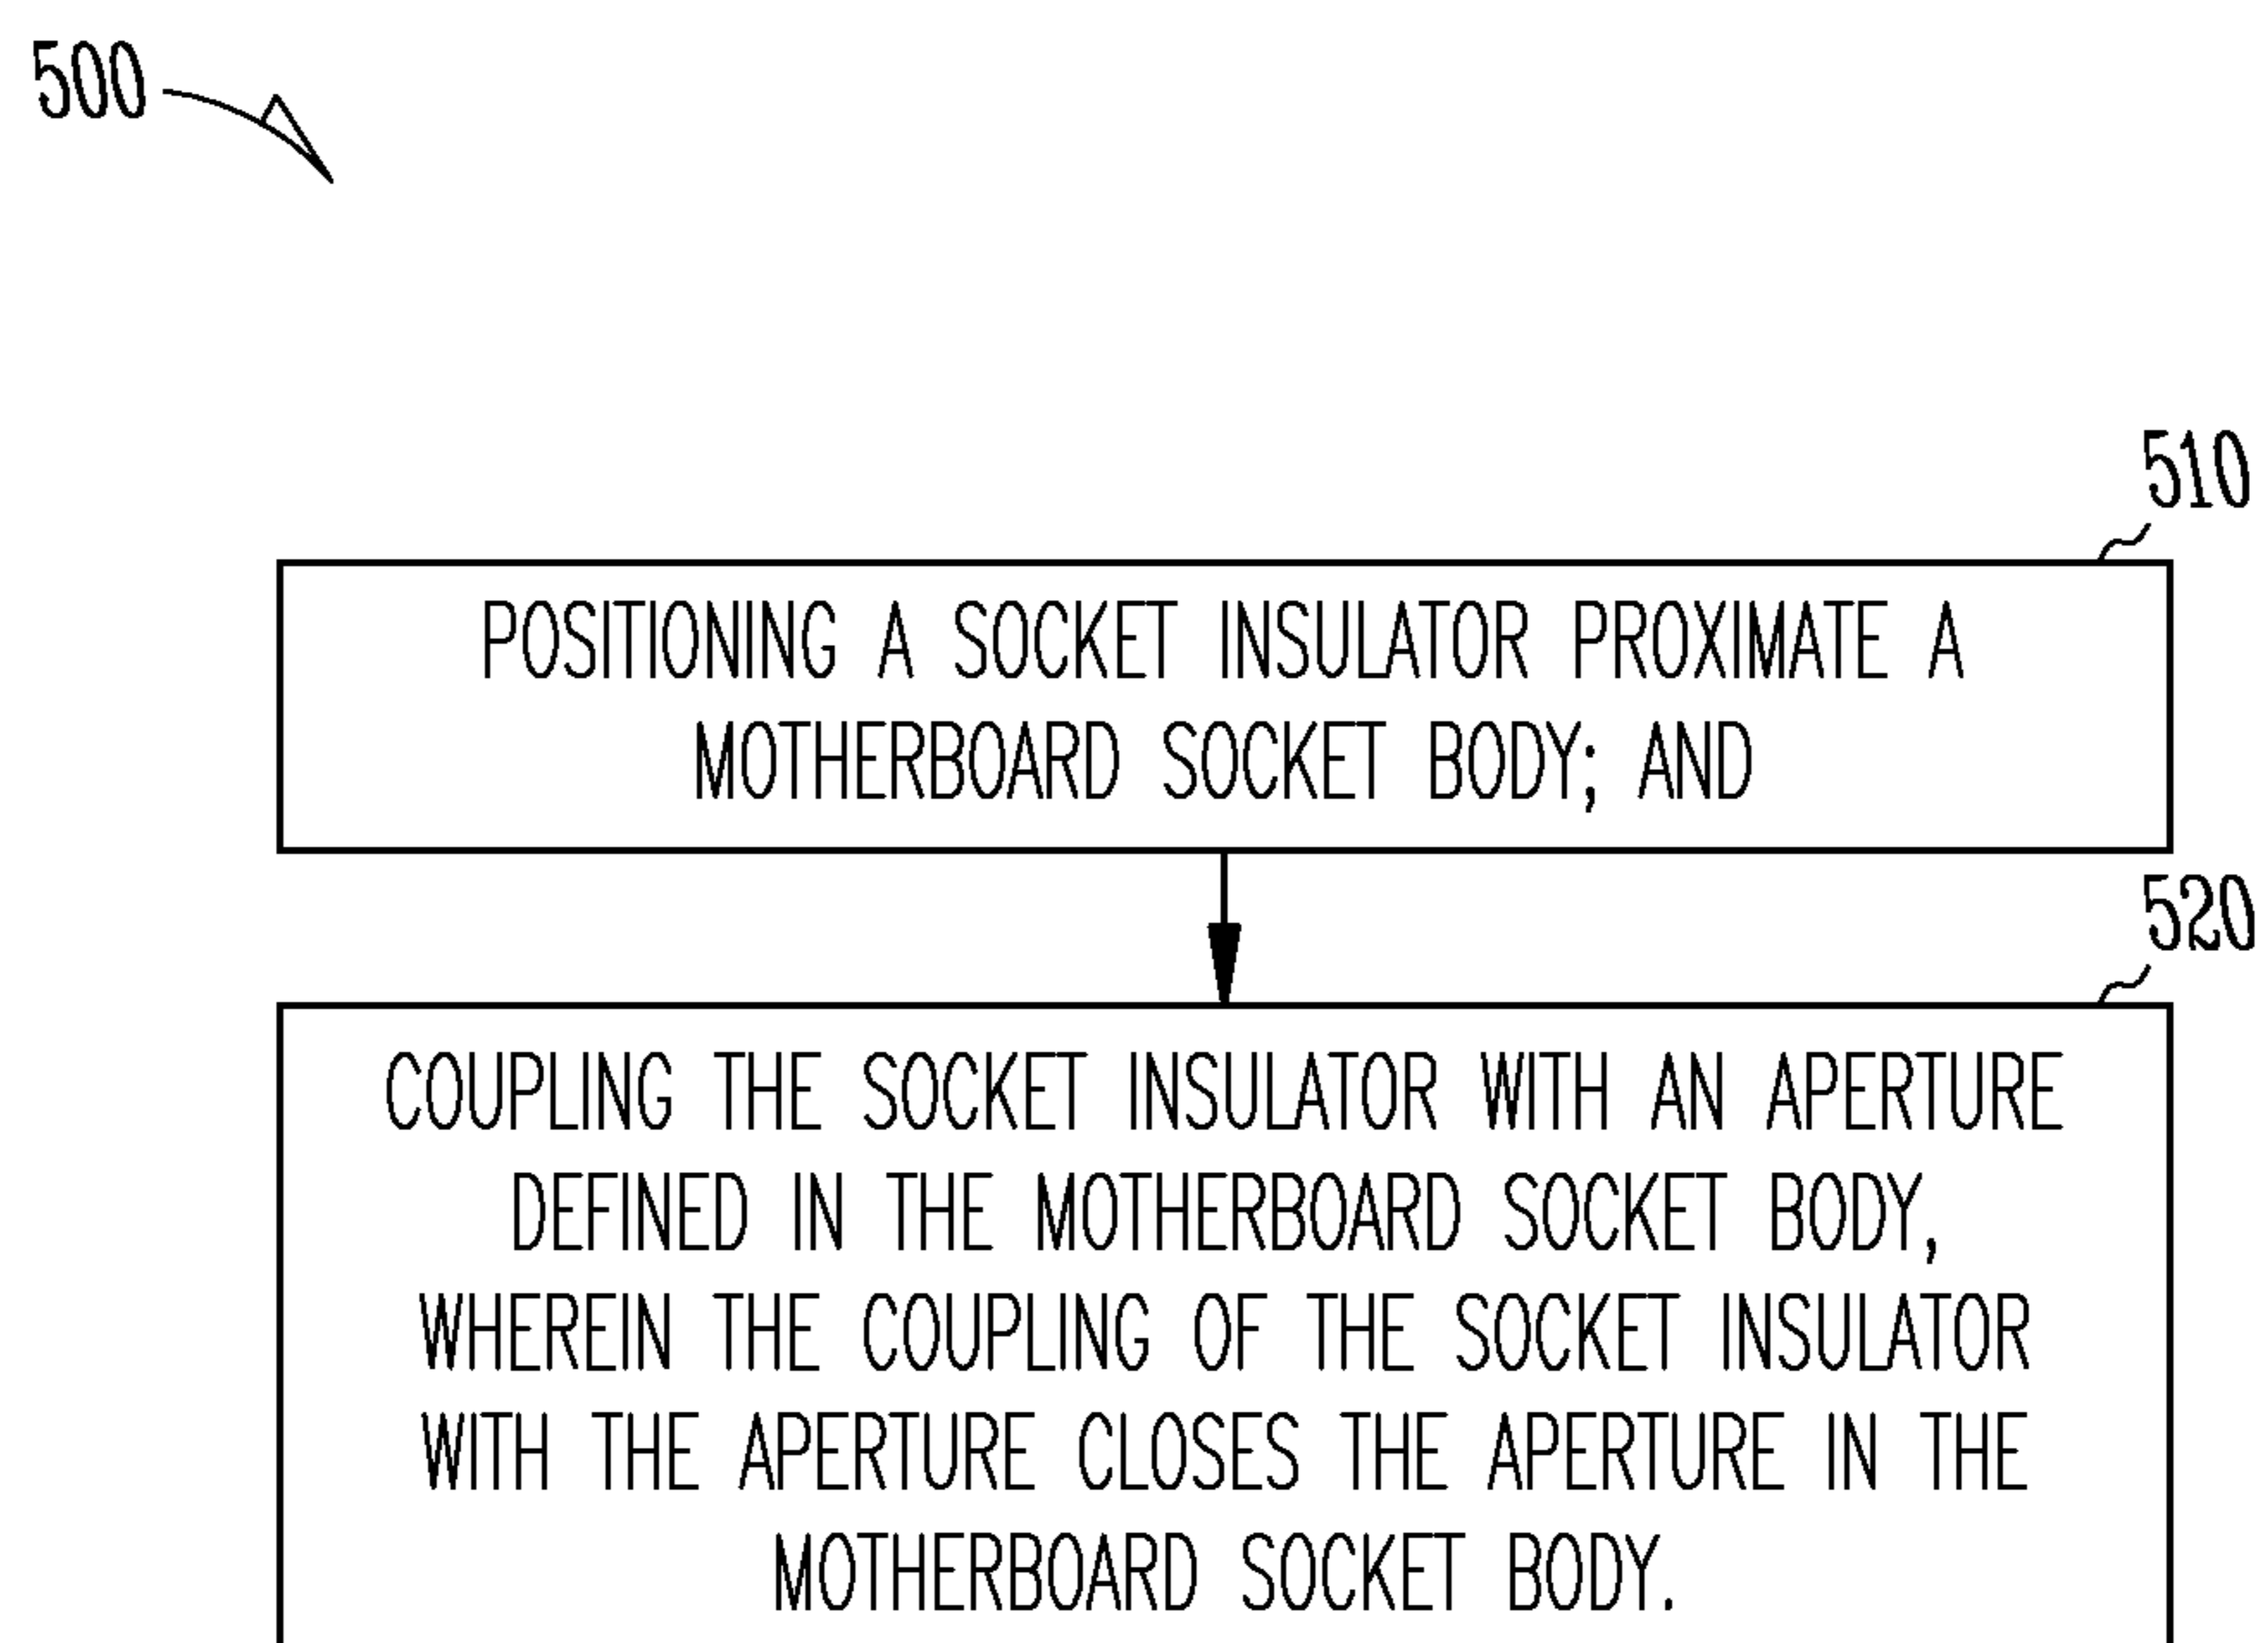 500
510
POSITIONING A SOCKET INSULATOR PROXIMATE A
MOTHERBOARD SOCKET BODY; AND
520
COUPLING THE SOCKET INSULATOR WITH AN APERTURE
DEFINED IN THE MOTHERBOARD SOCKET BODY,
WHEREIN THE COUPLING OF THE SOCKET INSULATOR
WITH THE APERTURE CLOSES THE APERTURE IN THE
MOTHERBOARD SOCKET BODY.